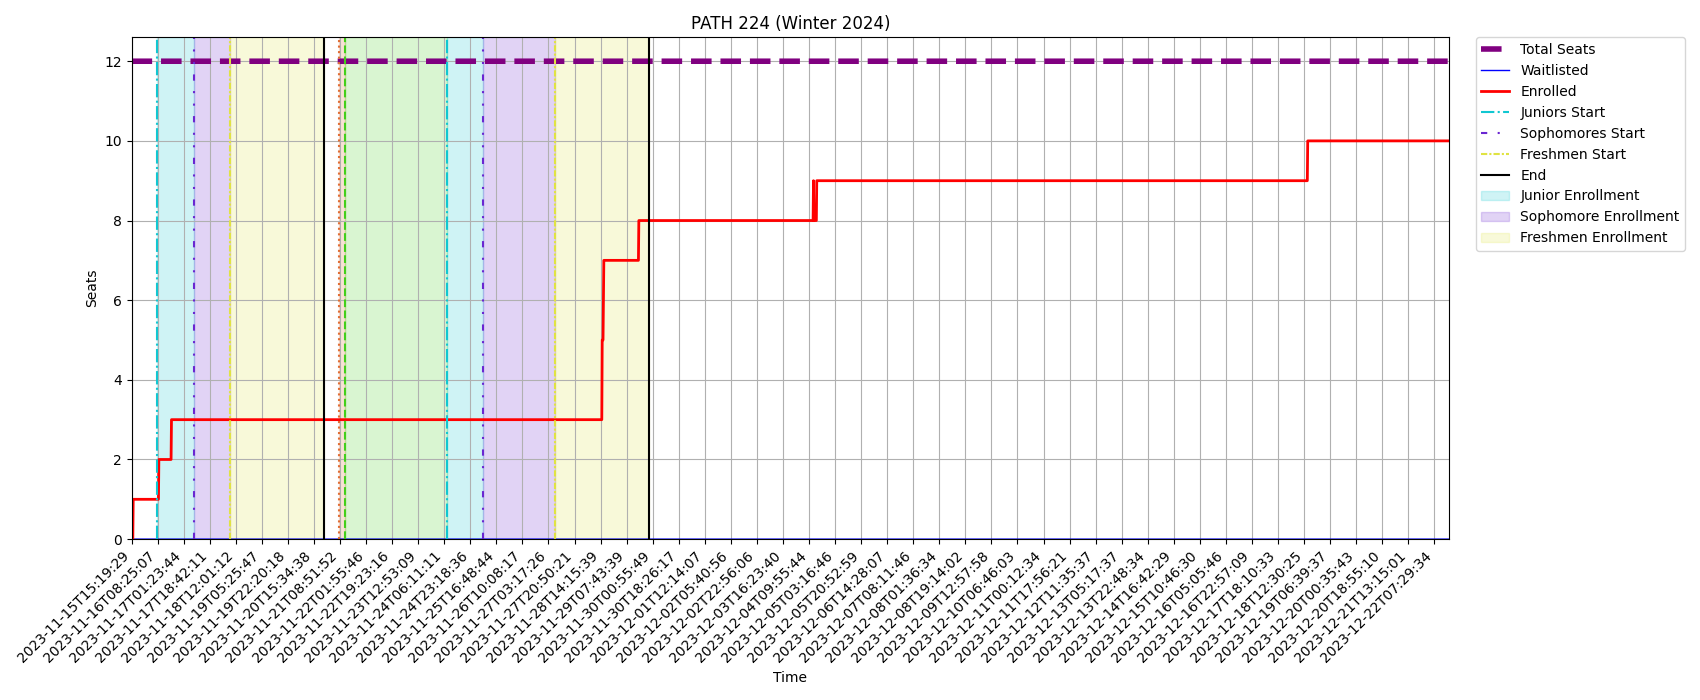 PATH 224 (Winter 2024)
Seats
12
10
8
6
4
2
0
Total Seats
Waitlisted
Enrolled
Juniors Start
Sophomores Start
Freshmen Start
End
Junior Enrollment
Sophomore Enrollment
Freshmen Enrollment
2023-11-15T15:19:29
2023-11-16T08:25:07
2023-11-17T01:23:44
2023-11-17T18:42:11
2023-11-18T12:01:12
2023-11-19T05:25:47
2023-11-19T22:20:18
2023-11-20T15:34:38
2023-11-21T08:51:52
2023-11-22T01:55:46
2023-11-22T19:23:16
2023-11-23T12:53:09
2023-11-24T06:11:11
2023-11-24T23:18:36
2023-11-25T16:48:44
2023-11-26T10:08:17
2023-11-27T03:17:26
2023-11-27T20:50:21
2023-11-28T14:15:39
2023-11-29T07:43:39
2023-11-30T00:55:49
2023-11-30T18:26:17
2023-12-01T12:14:07
2023-12-02T05:40:56
2023-12-02T22:56:06
2023-12-03T16:23:40
2023-12-04T09:55:44
2023-12-05T03:16:46
2023-12-05T20:52:59
2023-12-06T14:28:07
2023-12-07T08:11:46
2023-12-08T01:36:34
2023-12-08T19:14:02
2023-12-09T12:57:58
2023-12-10T06:46:03
2023-12-11T00:12:34
2023-12-11T17:56:21
2023-12-12T11:35:37
2023-12-13T05:17:37
2023-12-13T22:48:34
2023-12-14T16:42:29
2023-12-15T10:46:30
2023-12-16T05:05:46
2023-12-16T22:57:09
2023-12-17T18:10:33
2023-12-18T12:30:25
2023-12-19T06:39:37
2023-12-20T00:35:43
2023-12-20T18:55:10
2023-12-21T13:15:01
2023-12-22T07:29:34
Time